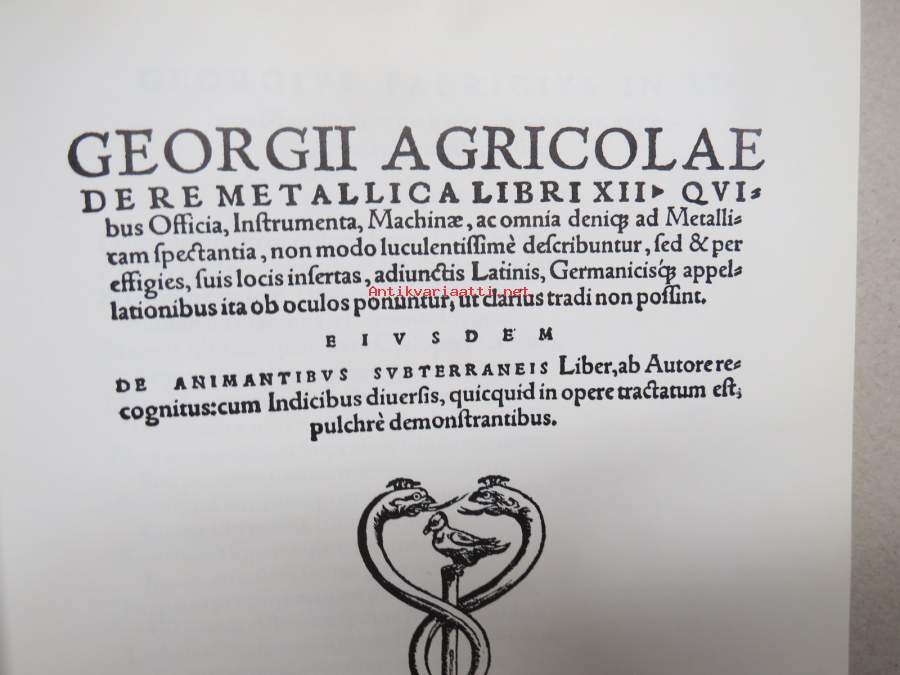 GEORGII AGRICOLAE
DE RE METALLICA LIBRI XII▸ QVI⸗
bus Officia, Inſtrumenta, Machinæ, ac omnia deniqꝫ ad Metalli⸗
cam ſpectantia, non modo luculentiſſimè deſcribuntur, ſed & per
effigies, ſuis locis inſertas, adiunctis Latinis, Germanicisq́ꝫ appel⸗
lationibus ita ob oculos ponuntur, ut clarius tradi non poſſint.
Antikvariaatti.net
EIVSDEM
DE ANIMANTIBVS SVBTERRANEIS Liber, ab Autore re⸗
cognitus: cum Indicibus diuerſis, quicquid in opere tractatum eſt,
pulchrè demonſtrantibus.